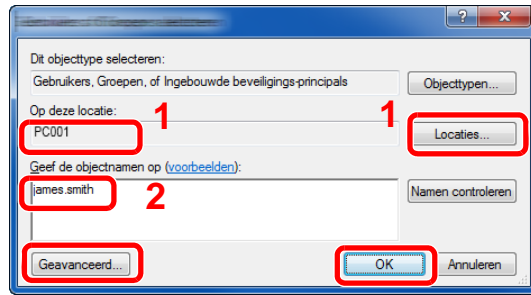 Dit objecttype selecteren:
Gebruikers, Groepen, of Ingebouwde beveiligings-principals
Objecttypen...
Op deze locatie:
1
1
PC001
Locaties...
Geef de objectnamen op (voorbeelden):
james.smith
2
Namen controleren
Geavanceerd...
OK
Annuleren